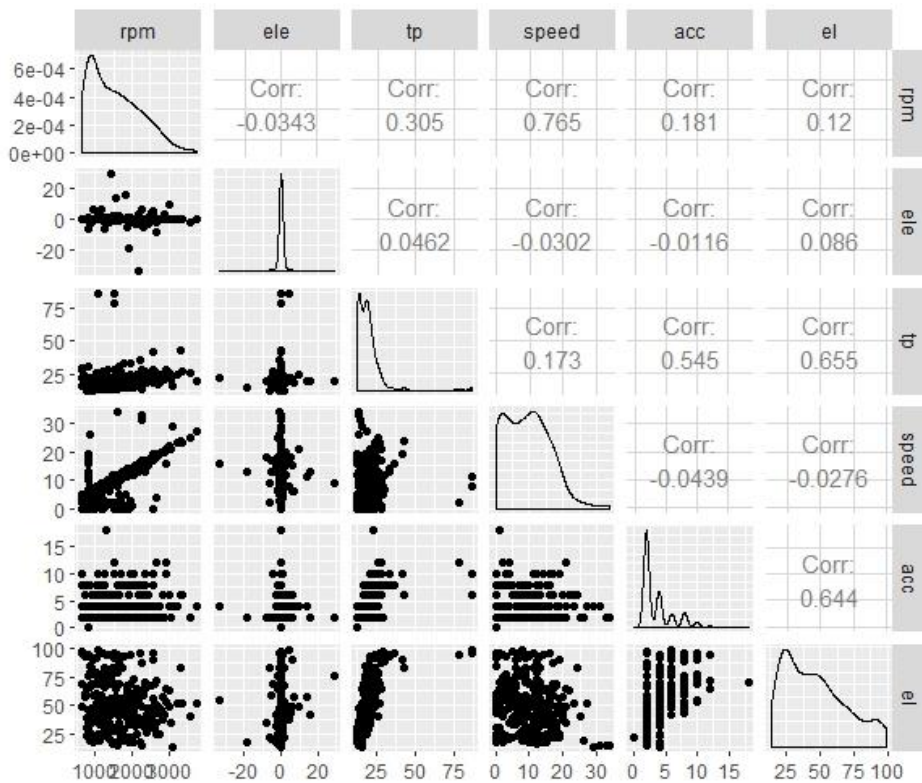 rpm ele tp speed acc el
6e-04
4e-04
2e-04
0e+00
Corr:
-0.0343
Corr:
0.305
Corr:
0.765
Corr:
0.181
Corr:
0.12
rpm
20
0
-20
Corr:
0.0462
Corr:
-0.0302
Corr:
-0.0116
Corr:
0.086
ele
75
50
25
Corr:
0.173
Corr:
0.545
Corr:
0.655
tp
30
20
10
0
Corr:
-0.0439
Corr:
-0.0276
speed
15
10
5
0
Corr:
0.644
acc
100
75
50
25
el
1000 2000 3000
-20 0 20
25 50 75
0 10 20 30
0 5 10 15
25 50 75 100